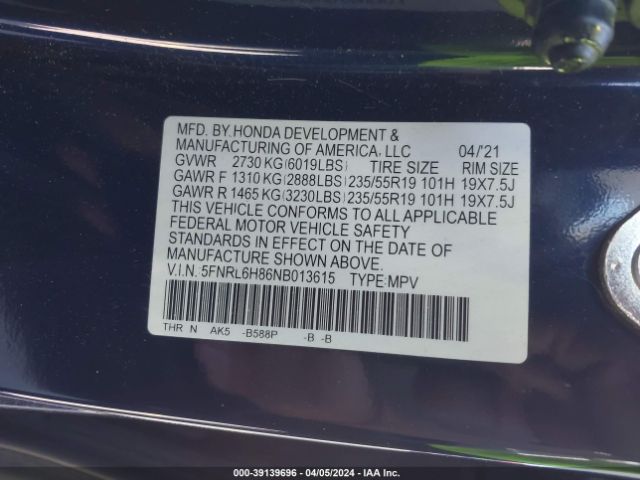 MFD. BY. HONDA DEVELOPMENT &
MANUFACTURING OF AMERICA, LLC 04/'21
GVWR 2730 KG(6019LBS) TIRE SIZE RIM SIZE
GAWR F 1310 KG(2888LBS) 235/55R19 101H 19X7.5J
GAWR R 1465 KG(3230LBS) 235/55R19 101H 19X7.5J
THIS VEHICLE CONFORMS TO ALL APPLICABLE
FEDERAL MOTOR VEHICLE SAFETY
STANDARDS IN EFFECT ON THE DATE OF
MANUFACTURE SHOWN ABOVE.
V.I.N: 5FNRL6H86NB013615 TYPE:MPV
THR N AK5 -B588P -B -B
000-39139696 - 04/05/2024 - IAA Inc.